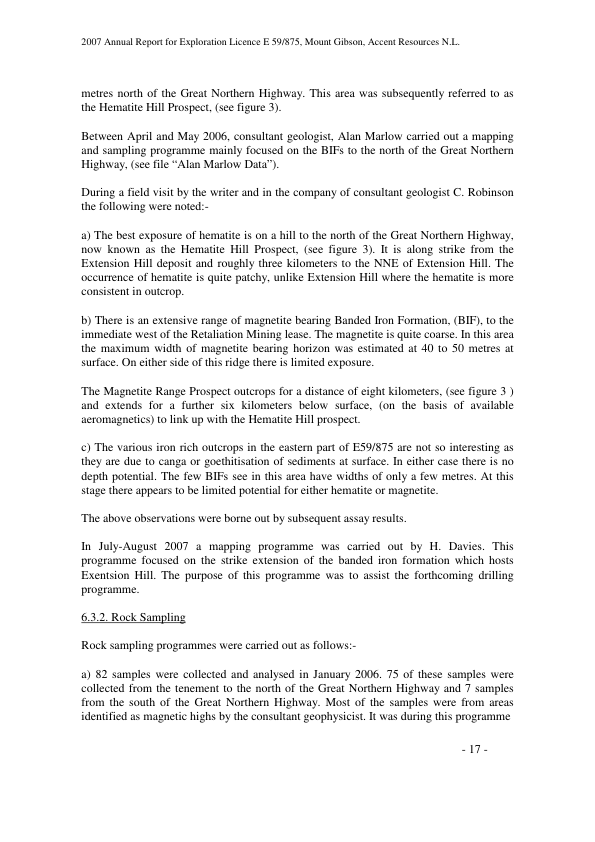 2007 Annual Report for Exploration Licence E 59/875, Mount Gibson, Accent Resources N.L.
metres north of the Great Northern Highway. This area was subsequently referred to as
the Hematite Hill Prospect, (see figure 3).
Between April and May 2006, consultant geologist, Alan Marlow carried out a mapping
and sampling programme mainly focused on the BIFs to the north of the Great Northern
Highway, (see file “Alan Marlow Data”).
During a field visit by the writer and in the company of consultant geologist C. Robinson
the following were noted:-
a) The best exposure of hematite is on a hill to the north of the Great Northern Highway,
now known as the Hematite Hill Prospect, (see figure 3). It is along strike from the
Extension Hill deposit and roughly three kilometers to the NNE of Extension Hill. The
occurrence of hematite is quite patchy, unlike Extension Hill where the hematite is more
consistent in outcrop.
b) There is an extensive range of magnetite bearing Banded Iron Formation, (BIF), to the
immediate west of the Retaliation Mining lease. The magnetite is quite coarse. In this area
the maximum width of magnetite bearing horizon was estimated at 40 to 50 metres at
surface. On either side of this ridge there is limited exposure.
The Magnetite Range Prospect outcrops for a distance of eight kilometers, (see figure 3 )
and extends for a further six kilometers below surface, (on the basis of available
aeromagnetics) to link up with the Hematite Hill prospect.
c) The various iron rich outcrops in the eastern part of E59/875 are not so interesting as
they are due to canga or goethitisation of sediments at surface. In either case there is no
depth potential. The few BIFs see in this area have widths of only a few metres. At this
stage there appears to be limited potential for either hematite or magnetite.
The above observations were borne out by subsequent assay results.
In July-August 2007 a mapping programme was carried out by H. Davies. This
programme focused on the strike extension of the banded iron formation which hosts
Exentsion Hill. The purpose of this programme was to assist the forthcoming drilling
programme.
6.3.2. Rock Sampling
Rock sampling programmes were carried out as follows:-
a) 82 samples were collected and analysed in January 2006. 75 of these samples were
collected from the tenement to the north of the Great Northern Highway and 7 samples
from the south of the Great Northern Highway. Most of the samples were from areas
identified as magnetic highs by the consultant geophysicist. It was during this programme
- 17 -